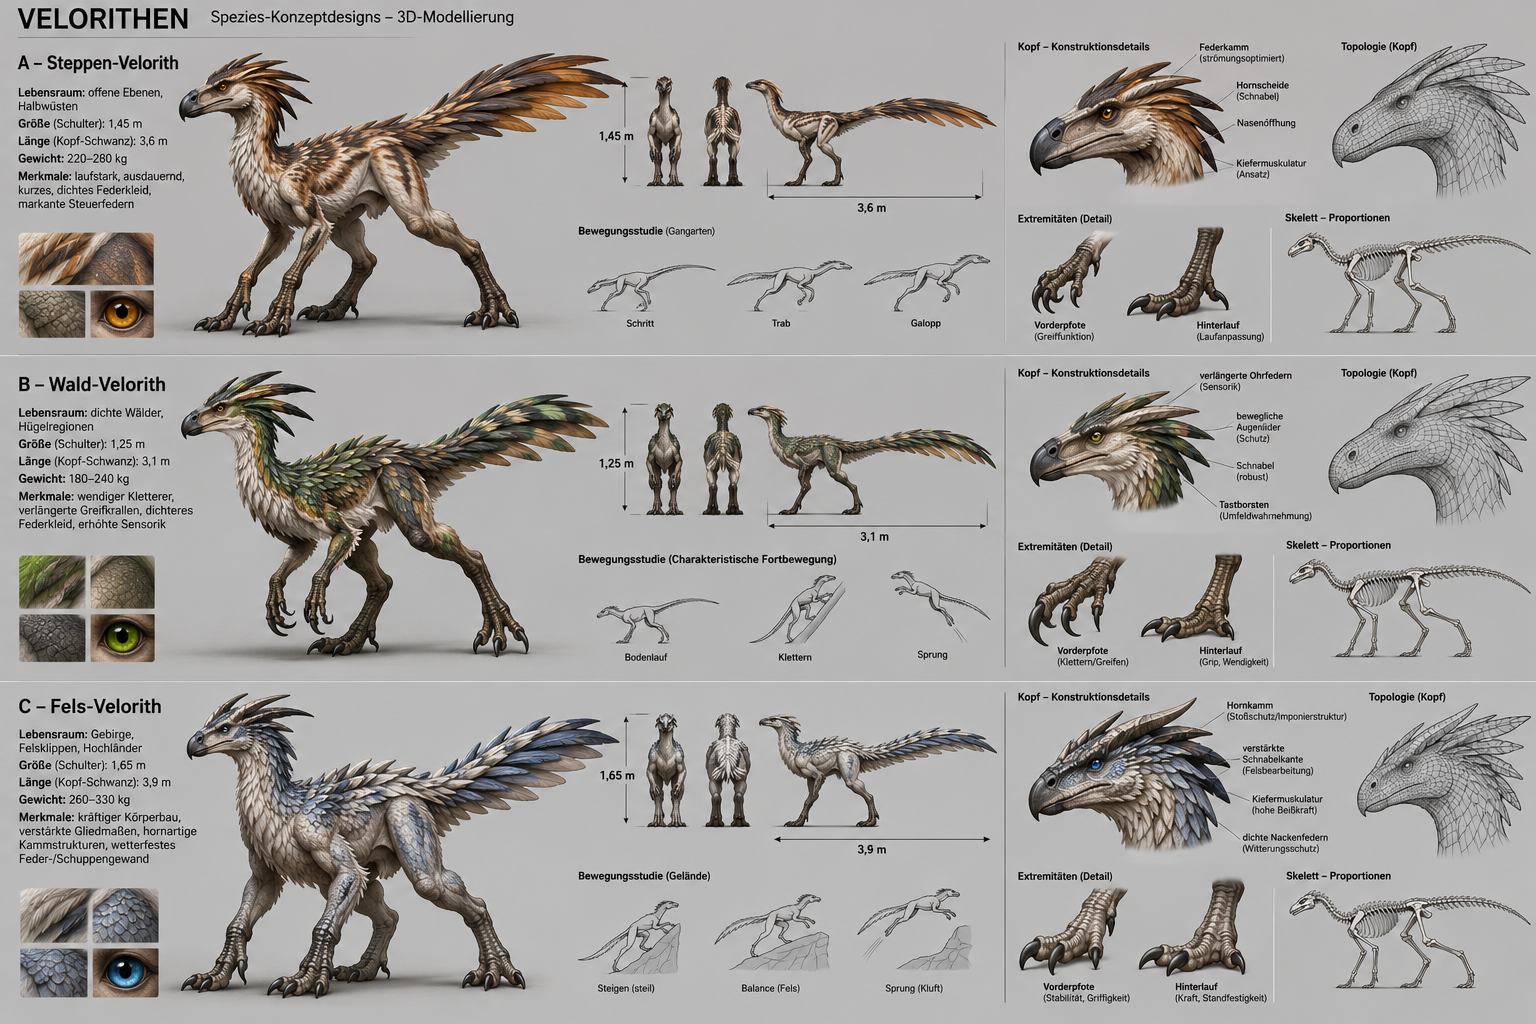 VELORITHEN
Spezies-Konzeptdesigns – 3D-Modellierung
A – Steppen-Velorith
Lebensraum: offene Ebenen,
Halbwüsten
Größe (Schulter): 1,45 m
Länge (Kopf-Schwanz): 3,6 m
Gewicht: 220–280 kg
Merkmale: laufstark, ausdauernd,
kurzes, dichtes Federkleid,
markante Steuerfedern
1,45 m
3,6 m
Bewegungsstudie (Gangarten)
Schritt
Trab
Galopp
Kopf – Konstruktionsdetails
Federkamm
(strömungsoptimiert)
Hornscheide
(Schnabel)
Nasenöffnung
Kiefermuskulatur
(Ansatz)
Topologie (Kopf)
Extremitäten (Detail)
Vorderpfote
(Greiffunktion)
Hinterlauf
(Laufanpassung)
Skelett – Proportionen
B – Wald-Velorith
Lebensraum: dichte Wälder,
Hügelregionen
Größe (Schulter): 1,25 m
Länge (Kopf-Schwanz): 3,1 m
Gewicht: 180–240 kg
Merkmale: wendiger Kletterer,
verlängerte Greifkrallen, dichteres
Federkleid, erhöhte Sensorik
1,25 m
3,1 m
Bewegungsstudie (Charakteristische Fortbewegung)
Bodenlauf
Klettern
Sprung
Kopf – Konstruktionsdetails
verlängerte Ohrfedern
(Sensorik)
bewegliche
Augenlider
(Schutz)
Schnabel
(robust)
Tastborsten
(Umfeldwahrnehmung)
Topologie (Kopf)
Extremitäten (Detail)
Vorderpfote
(Klettern/Greifen)
Hinterlauf
(Grip, Wendigkeit)
Skelett – Proportionen
C – Fels-Velorith
Lebensraum: Gebirge,
Felsklippen, Hochländer
Größe (Schulter): 1,65 m
Länge (Kopf-Schwanz): 3,9 m
Gewicht: 260–330 kg
Merkmale: kräftiger Körperbau,
verstärkte Gliedmaßen, hornartige
Kammstrukturen, wetterfestes
Feder-/Schuppengewand
1,65 m
3,9 m
Bewegungsstudie (Gelände)
Steigen (steil)
Balance (Fels)
Sprung (Kluft)
Kopf – Konstruktionsdetails
Hornkamm
(Stoßschutz/Imponierstruktur)
verstärkte
Schnabelkante
(Felsbearbeitung)
Kiefermuskulatur
(hohe Beißkraft)
dichte Nackenfedern
(Witterungsschutz)
Topologie (Kopf)
Extremitäten (Detail)
Vorderpfote
(Stabilität, Griffigkeit)
Hinterlauf
(Kraft, Standfestigkeit)
Skelett – Proportionen